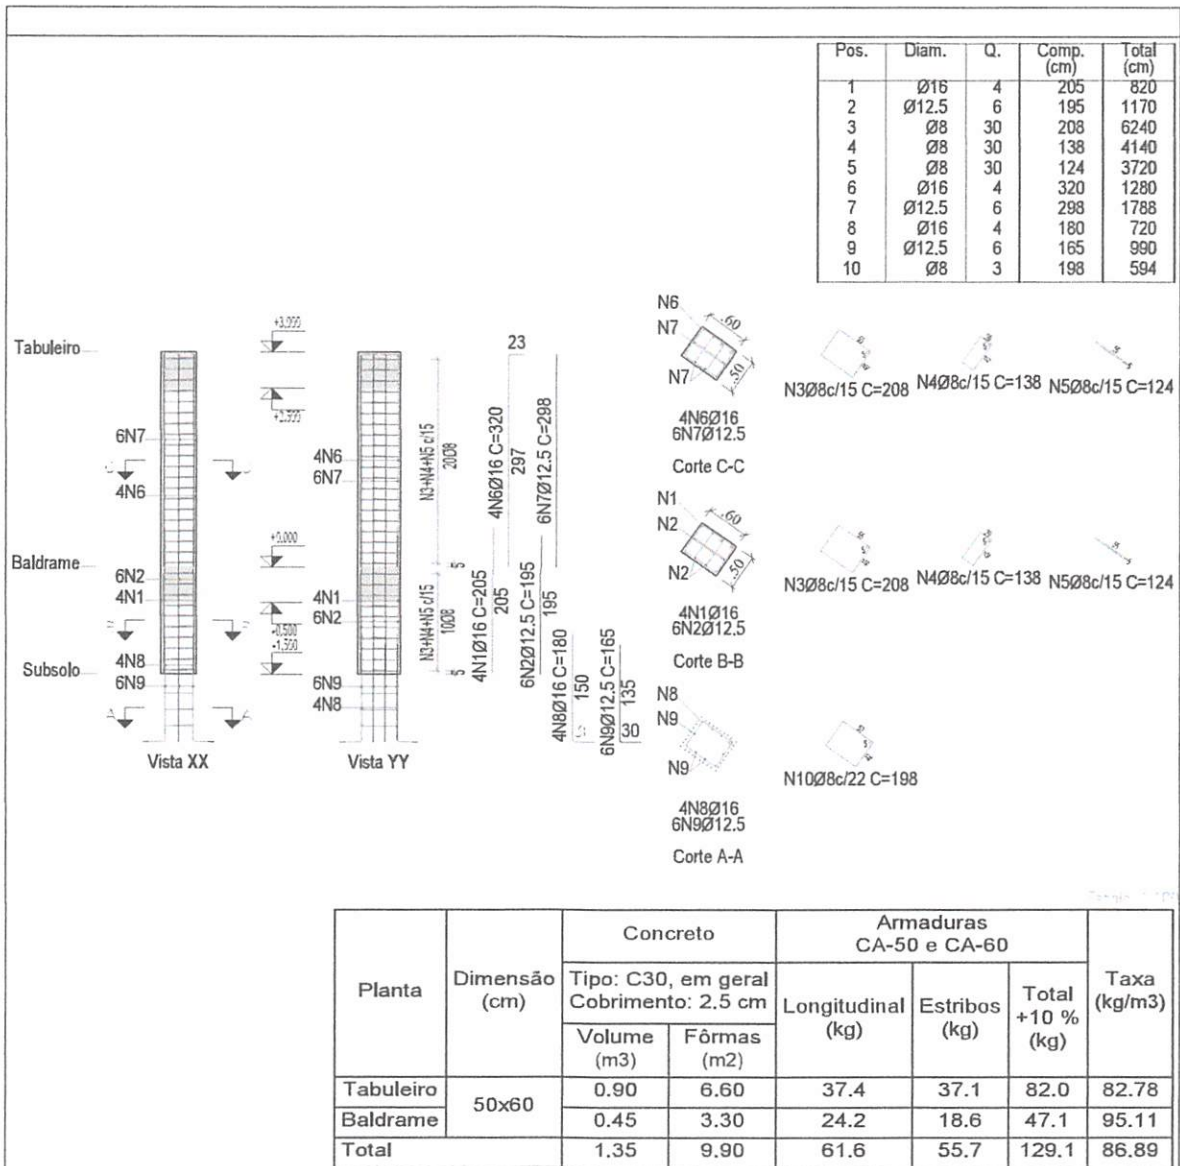 Pos. Diam. Q. Comp. (cm) Total (cm)
1 Ø16 4 205 820
2 Ø12.5 6 195 1170
3 Ø8 30 208 6240
4 Ø8 30 138 4140
5 Ø8 30 124 3720
6 Ø16 4 320 1280
7 Ø12.5 6 298 1788
8 Ø16 4 180 720
9 Ø12.5 6 165 990
10 Ø8 3 198 594
Tabuleiro
Baldrame
Subsolo
+3.000
6N7
4N6
6N2
4N1
4N8
6N9
Vista XX
+0.000
-0.500
-1.500
4N6
6N7
4N1
6N2
6N9
4N8
Vista YY
N3+N4+N5 c/15
20Ø8
N3+N4+N5 c/15
10Ø8
5
5
23
4N6Ø16 C=320
297
6N7Ø12.5 C=298
4N1Ø16 C=205
205
6N2Ø12.5 C=195
195
4N8Ø16 C=180
150
6N9Ø12.5 C=165
135
30
N6
N7
N7
.60
.50
4N6Ø16
6N7Ø12.5
Corte C-C
N3Ø8c/15 C=208
N4Ø8c/15 C=138
N5Ø8c/15 C=124
N1
N2
N2
.60
.50
4N1Ø16
6N2Ø12.5
Corte B-B
N3Ø8c/15 C=208
N4Ø8c/15 C=138
N5Ø8c/15 C=124
N8
N9
N9
4N8Ø16
6N9Ø12.5
Corte A-A
N10Ø8c/22 C=198
Planta
Dimensão (cm)
Concreto
Armaduras
CA-50 e CA-60
Taxa (kg/m3)
Tipo: C30, em geral
Cobrimento: 2.5 cm
Longitudinal (kg)
Estribos (kg)
Total +10 % (kg)
Volume (m3)
Fôrmas (m2)
Tabuleiro 50x60 0.90 6.60 37.4 37.1 82.0 82.78
Baldrame 0.45 3.30 24.2 18.6 47.1 95.11
Total 1.35 9.90 61.6 55.7 129.1 86.89